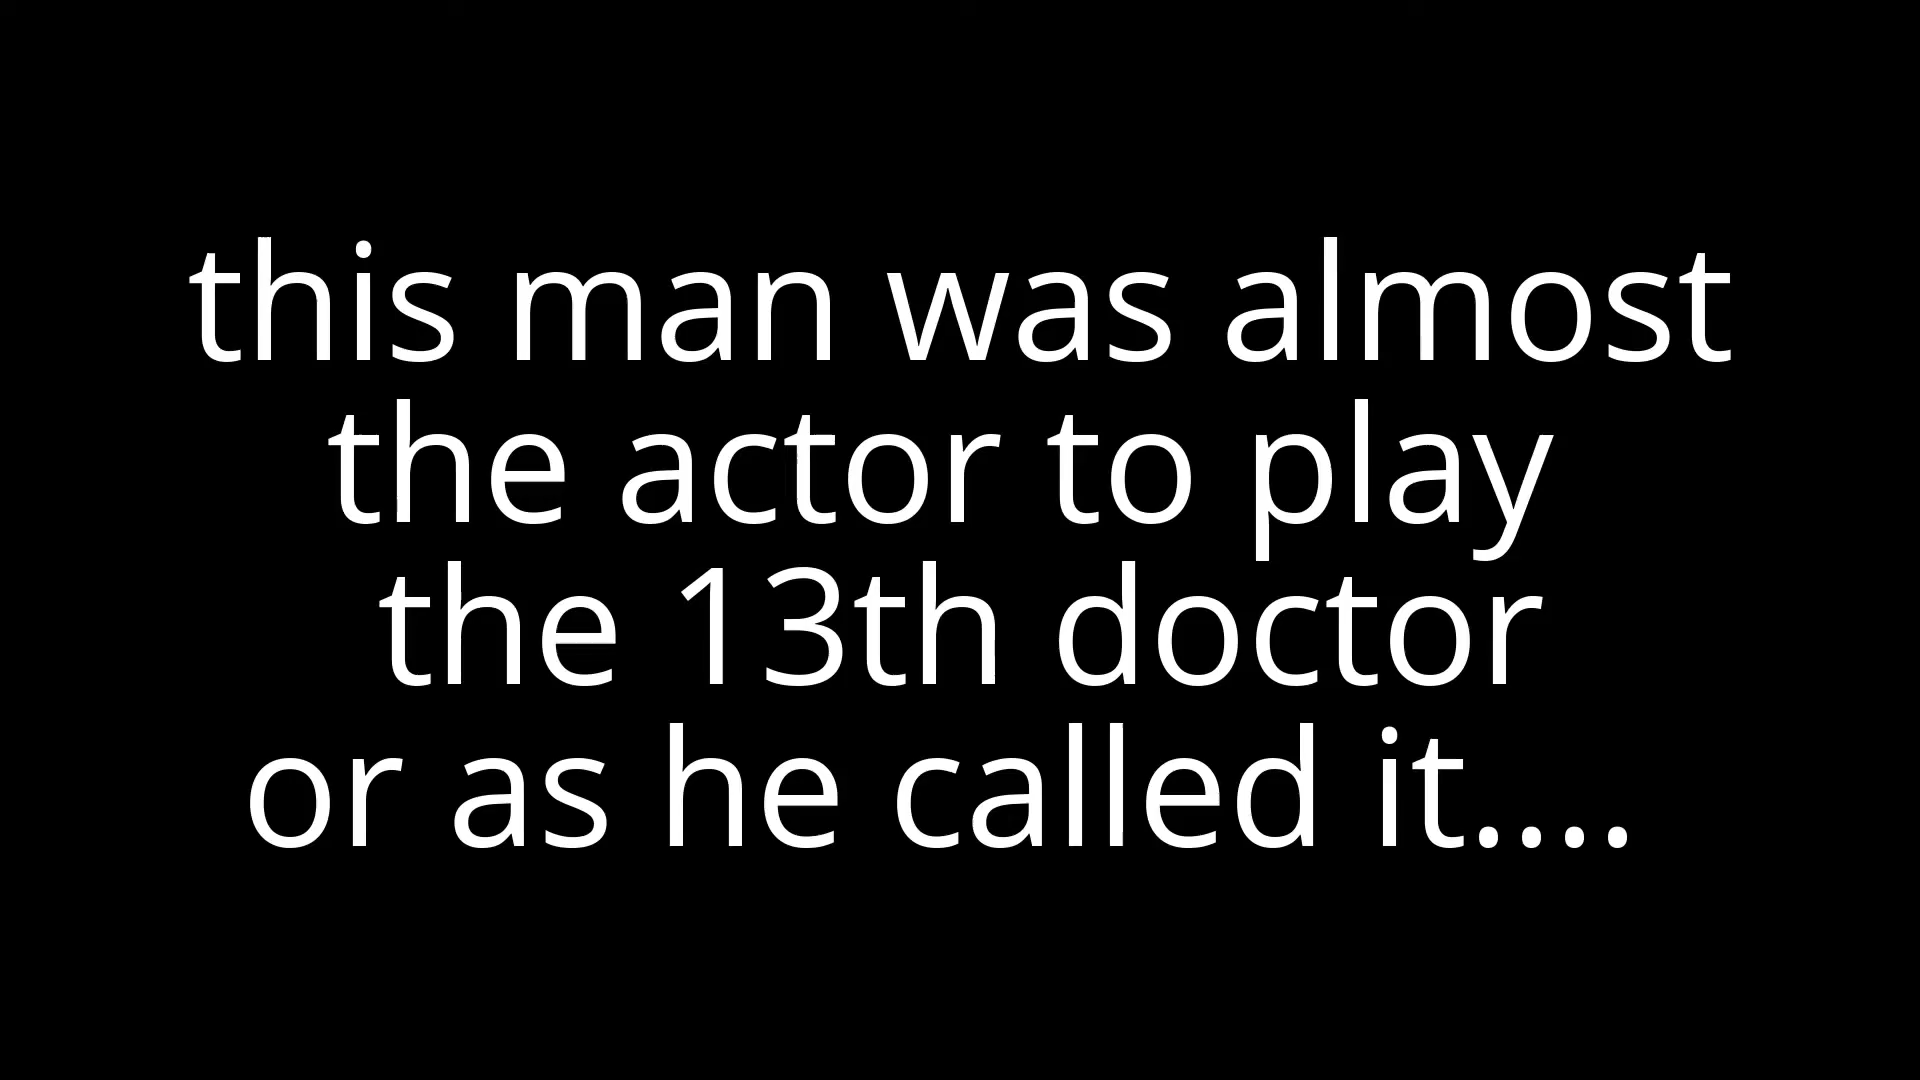 this man was almost
the actor to play
the 13th doctor
or as he called it....